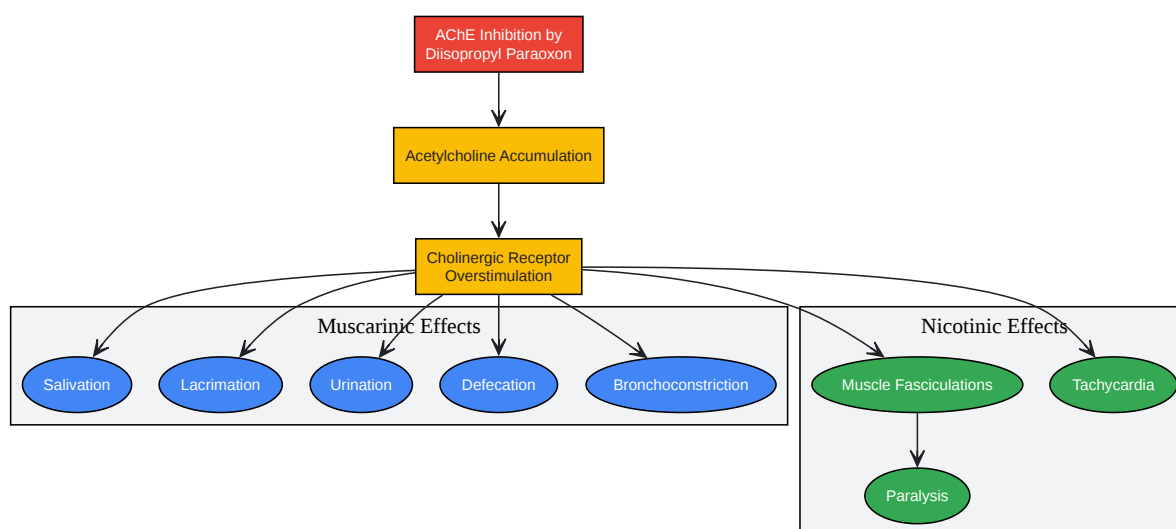 AChE Inhibition by
Diisopropyl Paraoxon
Acetylcholine Accumulation
Cholinergic Receptor
Overstimulation
Muscarinic Effects
Nicotinic Effects
Salivation
Lacrimation
Urination
Defecation
Bronchoconstriction
Muscle Fasciculations
Tachycardia
Paralysis